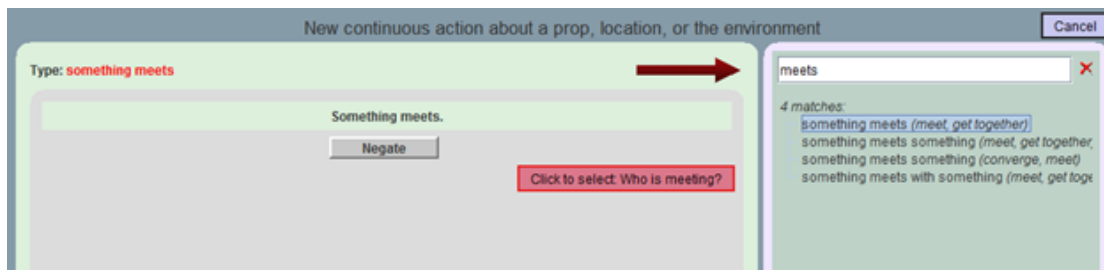 New continuous action about a prop, location, or the environment
Cancel
Type: something meets
Something meets.
Negate
Click to select: Who is meeting?
meets
4 matches:
something meets (meet, get together)
something meets something (meet, get together,
something meets something (converge, meet)
something meets with something (meet, get toge